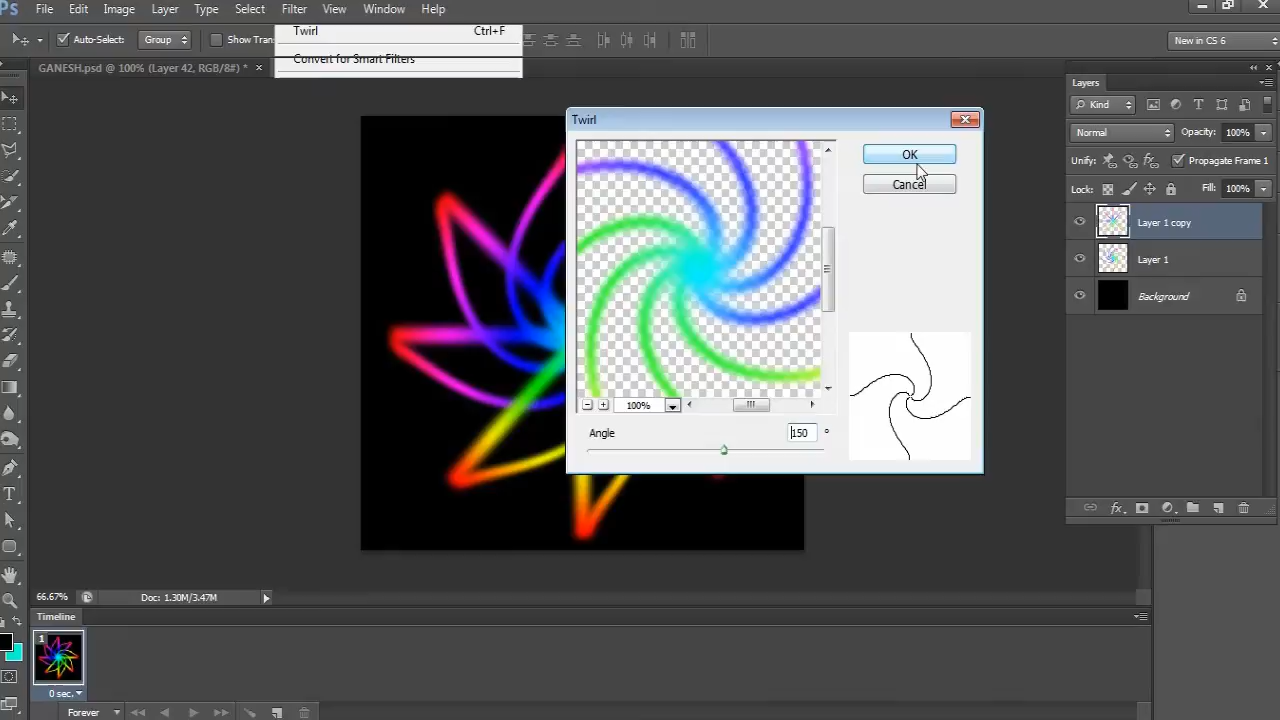 Ps File Edit Image Layer Type Select Filter View Window Help
Auto-Select: Group Show Tran
New in CS 6
Twirl Ctrl+F
Convert for Smart Filters
GANESH.psd @ 100% (Layer 42, RGB/8#) * ×
Twirl
OK
Cancel
100%
Angle 150 °
Layers
Kind
Normal Opacity: 100%
Unify: Propagate Frame 1
Lock: Fill: 100%
Layer 1 copy
Layer 1
Background
fx
66.67% Doc: 1.30M/3.47M
Timeline
1
0 sec.
Forever